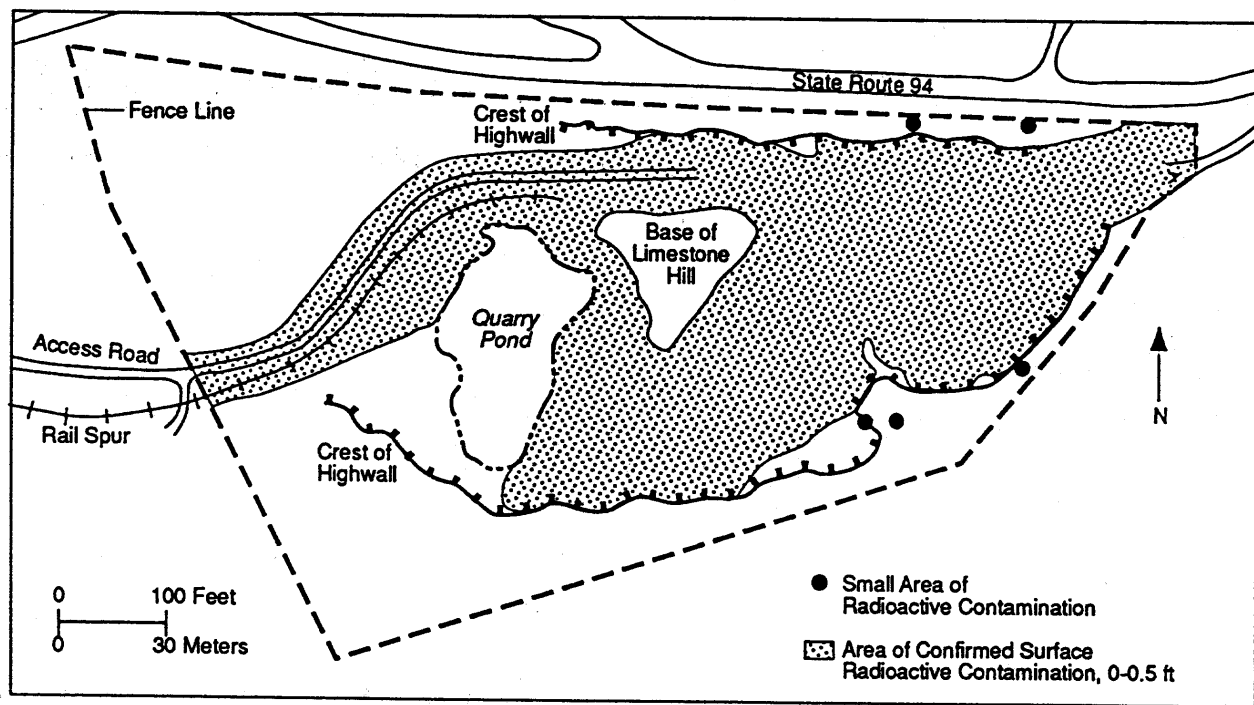 State Route 94
Fence Line
Crest of
Highwall
Base of
Limestone
Hill
Quarry
Pond
Access Road
Rail Spur
Crest of
Highwall
N
0 100 Feet
0 30 Meters
Small Area of
Radioactive Contamination
Area of Confirmed Surface
Radioactive Contamination, 0-0.5 ft